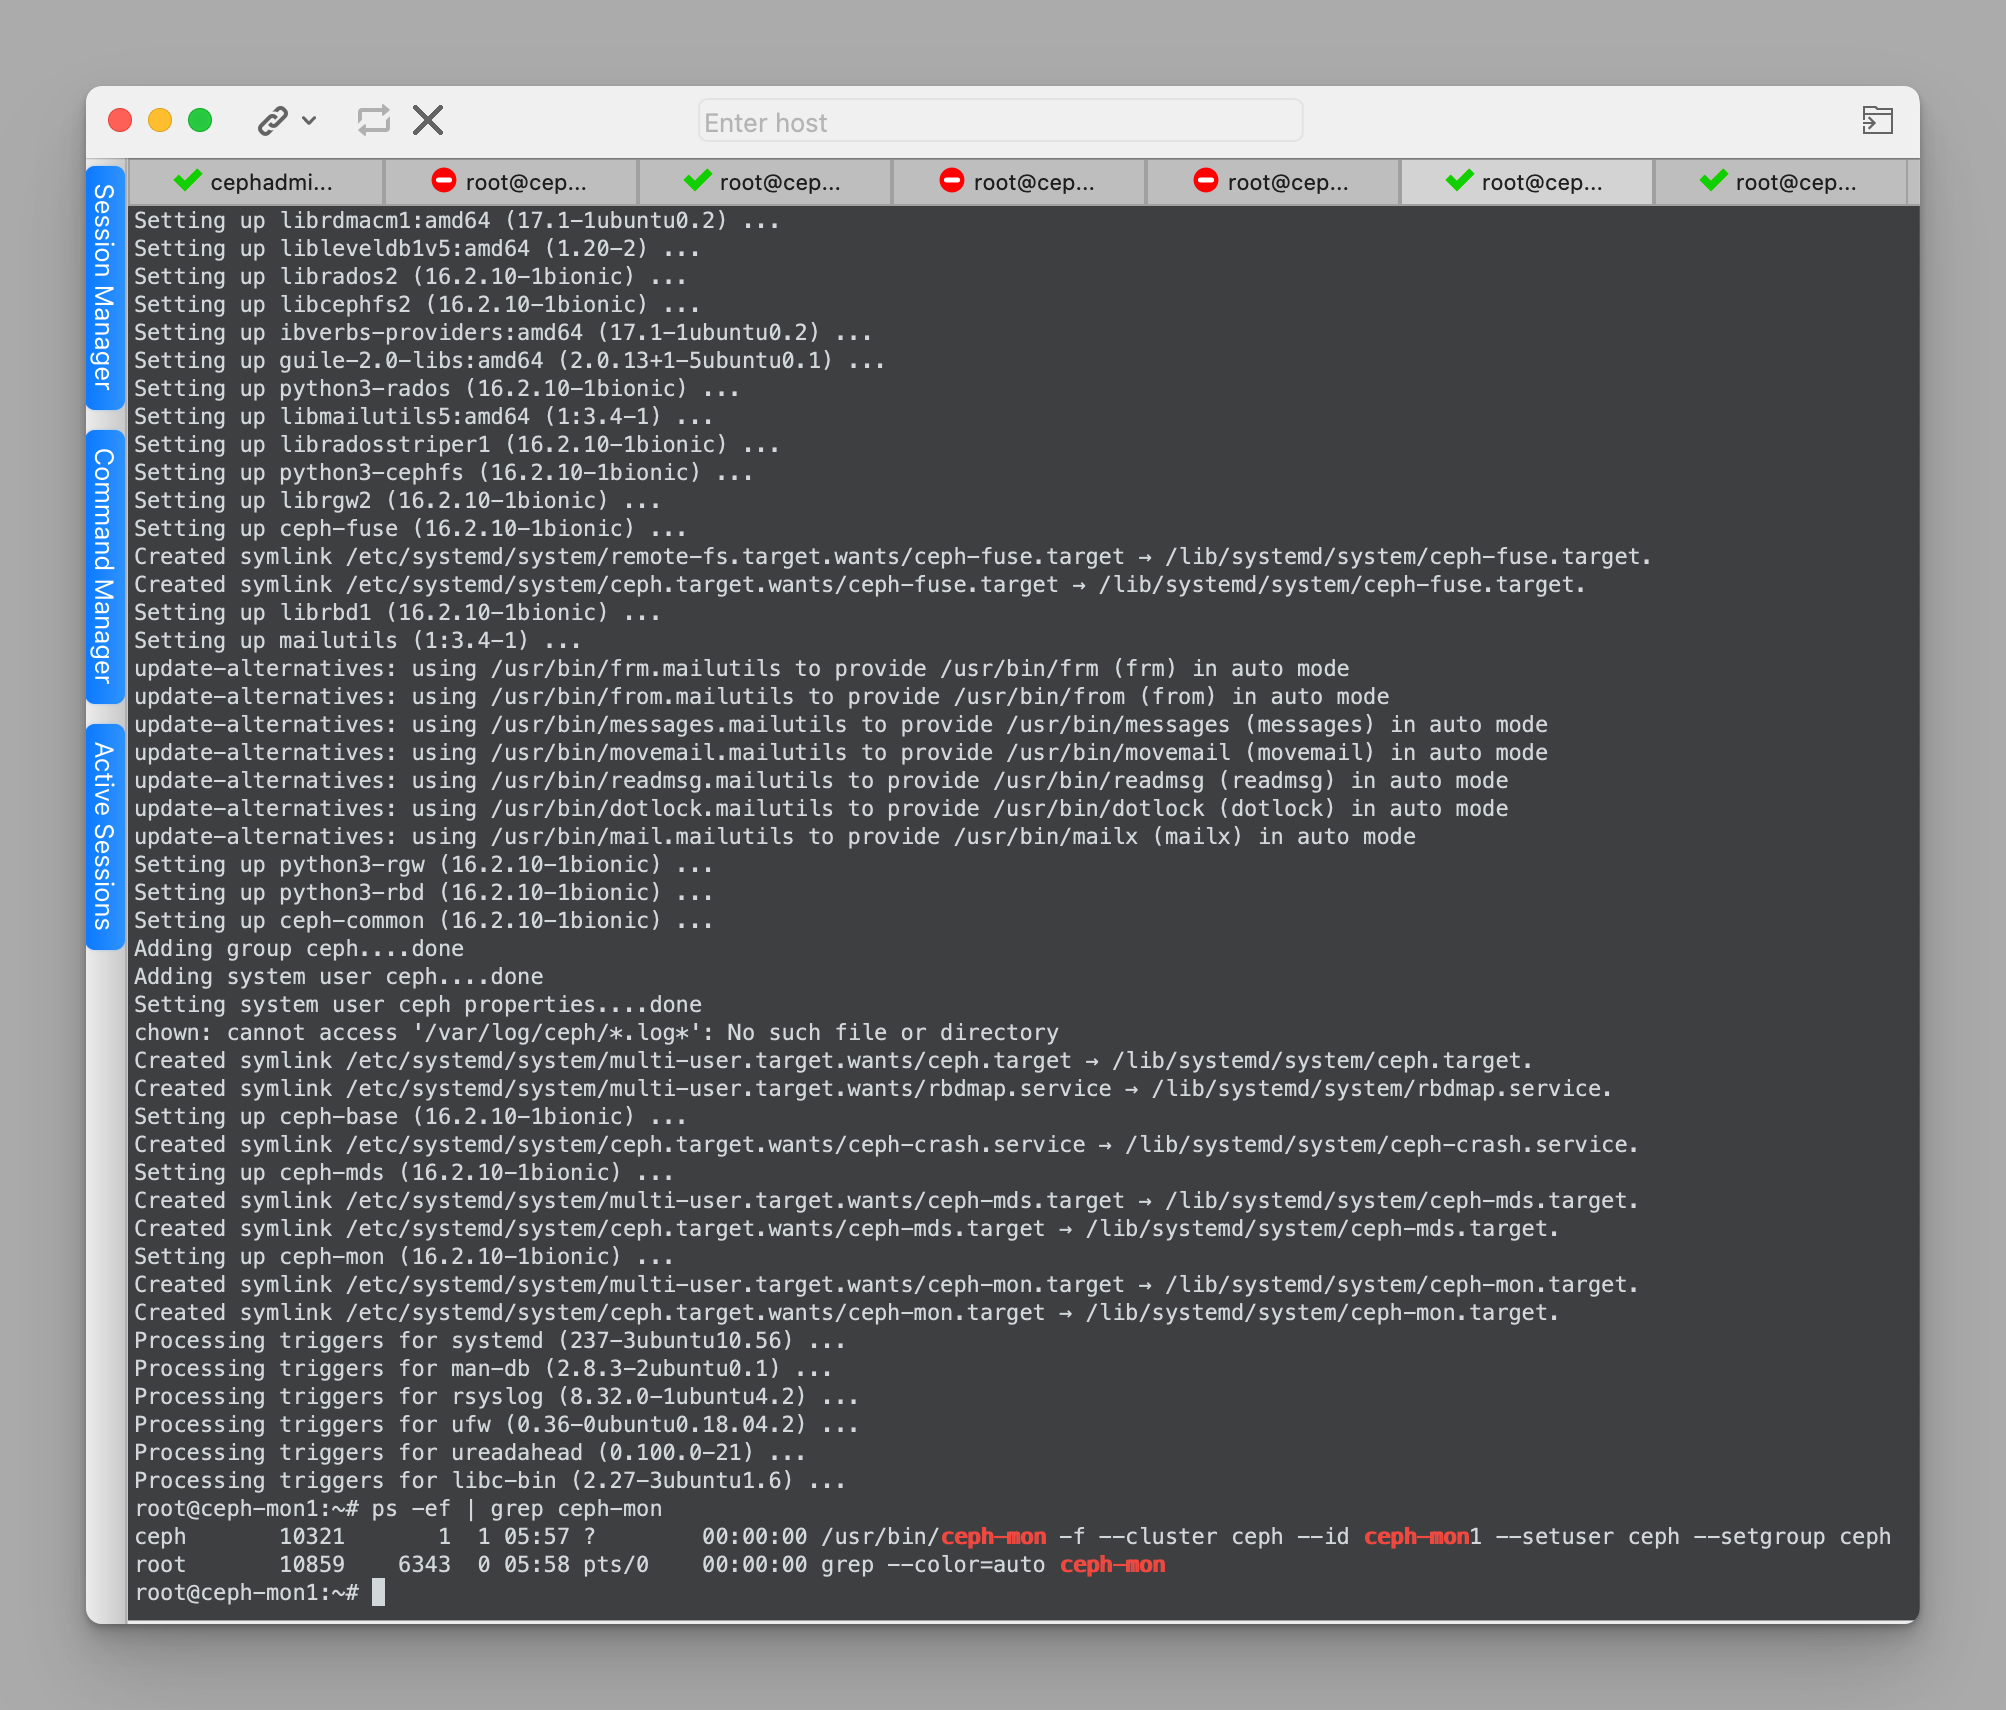 Enter host
cephadmi...
root@cep...
root@cep...
root@cep...
root@cep...
root@cep...
root@cep...
Session Manager
Command Manager
Active Sessions
Setting up librdmacm1:amd64 (17.1-1ubuntu0.2) ...
Setting up libleveldb1v5:amd64 (1.20-2) ...
Setting up librados2 (16.2.10-1bionic) ...
Setting up libcephfs2 (16.2.10-1bionic) ...
Setting up ibverbs-providers:amd64 (17.1-1ubuntu0.2) ...
Setting up guile-2.0-libs:amd64 (2.0.13+1-5ubuntu0.1) ...
Setting up python3-rados (16.2.10-1bionic) ...
Setting up libmailutils5:amd64 (1:3.4-1) ...
Setting up libradosstriper1 (16.2.10-1bionic) ...
Setting up python3-cephfs (16.2.10-1bionic) ...
Setting up librgw2 (16.2.10-1bionic) ...
Setting up ceph-fuse (16.2.10-1bionic) ...
Created symlink /etc/systemd/system/remote-fs.target.wants/ceph-fuse.target → /lib/systemd/system/ceph-fuse.target.
Created symlink /etc/systemd/system/ceph.target.wants/ceph-fuse.target → /lib/systemd/system/ceph-fuse.target.
Setting up librbd1 (16.2.10-1bionic) ...
Setting up mailutils (1:3.4-1) ...
update-alternatives: using /usr/bin/frm.mailutils to provide /usr/bin/frm (frm) in auto mode
update-alternatives: using /usr/bin/from.mailutils to provide /usr/bin/from (from) in auto mode
update-alternatives: using /usr/bin/messages.mailutils to provide /usr/bin/messages (messages) in auto mode
update-alternatives: using /usr/bin/movemail.mailutils to provide /usr/bin/movemail (movemail) in auto mode
update-alternatives: using /usr/bin/readmsg.mailutils to provide /usr/bin/readmsg (readmsg) in auto mode
update-alternatives: using /usr/bin/dotlock.mailutils to provide /usr/bin/dotlock (dotlock) in auto mode
update-alternatives: using /usr/bin/mail.mailutils to provide /usr/bin/mailx (mailx) in auto mode
Setting up python3-rgw (16.2.10-1bionic) ...
Setting up python3-rbd (16.2.10-1bionic) ...
Setting up ceph-common (16.2.10-1bionic) ...
Adding group ceph....done
Adding system user ceph....done
Setting system user ceph properties....done
chown: cannot access '/var/log/ceph/*.log*': No such file or directory
Created symlink /etc/systemd/system/multi-user.target.wants/ceph.target → /lib/systemd/system/ceph.target.
Created symlink /etc/systemd/system/multi-user.target.wants/rbdmap.service → /lib/systemd/system/rbdmap.service.
Setting up ceph-base (16.2.10-1bionic) ...
Created symlink /etc/systemd/system/ceph.target.wants/ceph-crash.service → /lib/systemd/system/ceph-crash.service.
Setting up ceph-mds (16.2.10-1bionic) ...
Created symlink /etc/systemd/system/multi-user.target.wants/ceph-mds.target → /lib/systemd/system/ceph-mds.target.
Created symlink /etc/systemd/system/ceph.target.wants/ceph-mds.target → /lib/systemd/system/ceph-mds.target.
Setting up ceph-mon (16.2.10-1bionic) ...
Created symlink /etc/systemd/system/multi-user.target.wants/ceph-mon.target → /lib/systemd/system/ceph-mon.target.
Created symlink /etc/systemd/system/ceph.target.wants/ceph-mon.target → /lib/systemd/system/ceph-mon.target.
Processing triggers for systemd (237-3ubuntu10.56) ...
Processing triggers for man-db (2.8.3-2ubuntu0.1) ...
Processing triggers for rsyslog (8.32.0-1ubuntu4.2) ...
Processing triggers for ufw (0.36-0ubuntu0.18.04.2) ...
Processing triggers for ureadahead (0.100.0-21) ...
Processing triggers for libc-bin (2.27-3ubuntu1.6) ...
root@ceph-mon1:~# ps -ef | grep ceph-mon
ceph       10321       1  1 05:57 ?        00:00:00 /usr/bin/ceph-mon -f --cluster ceph --id ceph-mon1 --setuser ceph --setgroup ceph
root       10859    6343  0 05:58 pts/0    00:00:00 grep --color=auto ceph-mon
root@ceph-mon1:~#